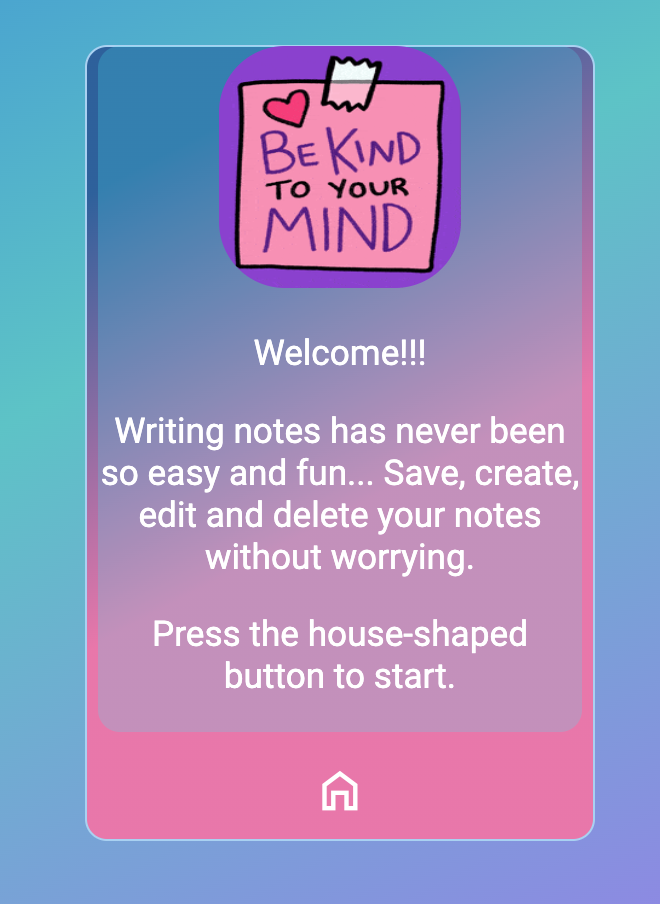 BE KIND
TO YOUR
MIND
Welcome!!!
Writing notes has never been
so easy and fun... Save, create,
edit and delete your notes
without worrying.
Press the house-shaped
button to start.